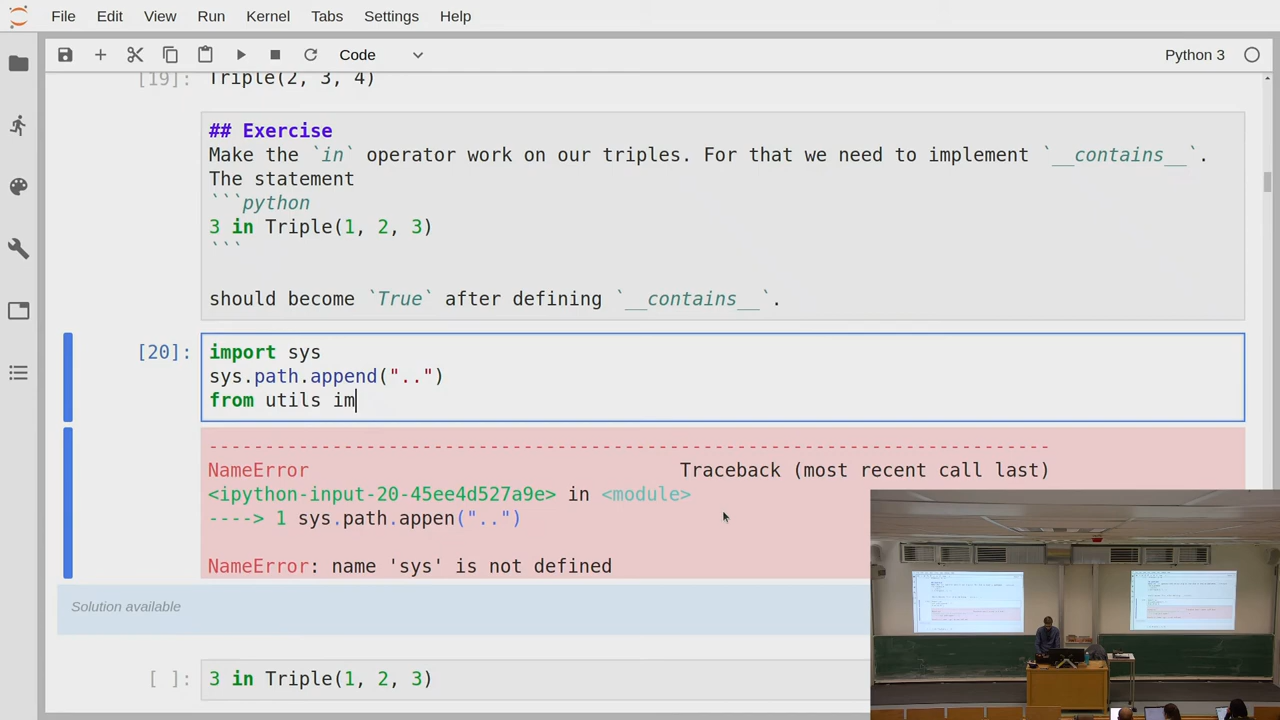 File Edit View Run Kernel Tabs Settings Help
Code
Python 3
[19]: Triple(2, 3, 4)
## Exercise
Make the `in` operator work on our triples. For that we need to implement `__contains__`.
The statement
```python
3 in Triple(1, 2, 3)
```
should become `True` after defining `__contains__`.
[20]: import sys
sys.path.append("..")
from utils im
---------------------------------------------------------------------------
NameError Traceback (most recent call last)
<ipython-input-20-45ee4d527a9e> in <module>
----> 1 sys.path.appen("..")
NameError: name 'sys' is not defined
Solution available
[ ]: 3 in Triple(1, 2, 3)